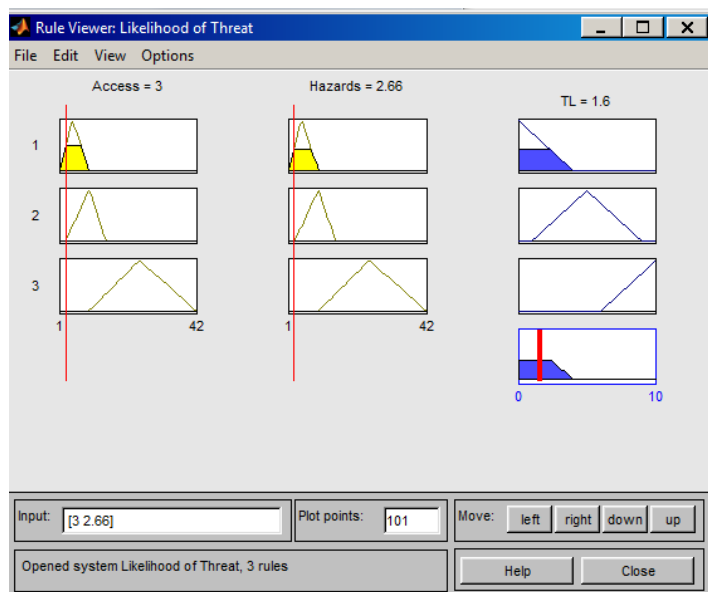 Rule Viewer: Likelihood of Threat
File Edit View Options
Access = 3 Hazards = 2.66 TL = 1.6
1
2
3
1 42 1 42
0 10
Input: [3 2.66] Plot points: 101 Move: left right down up
Opened system Likelihood of Threat, 3 rules Help Close